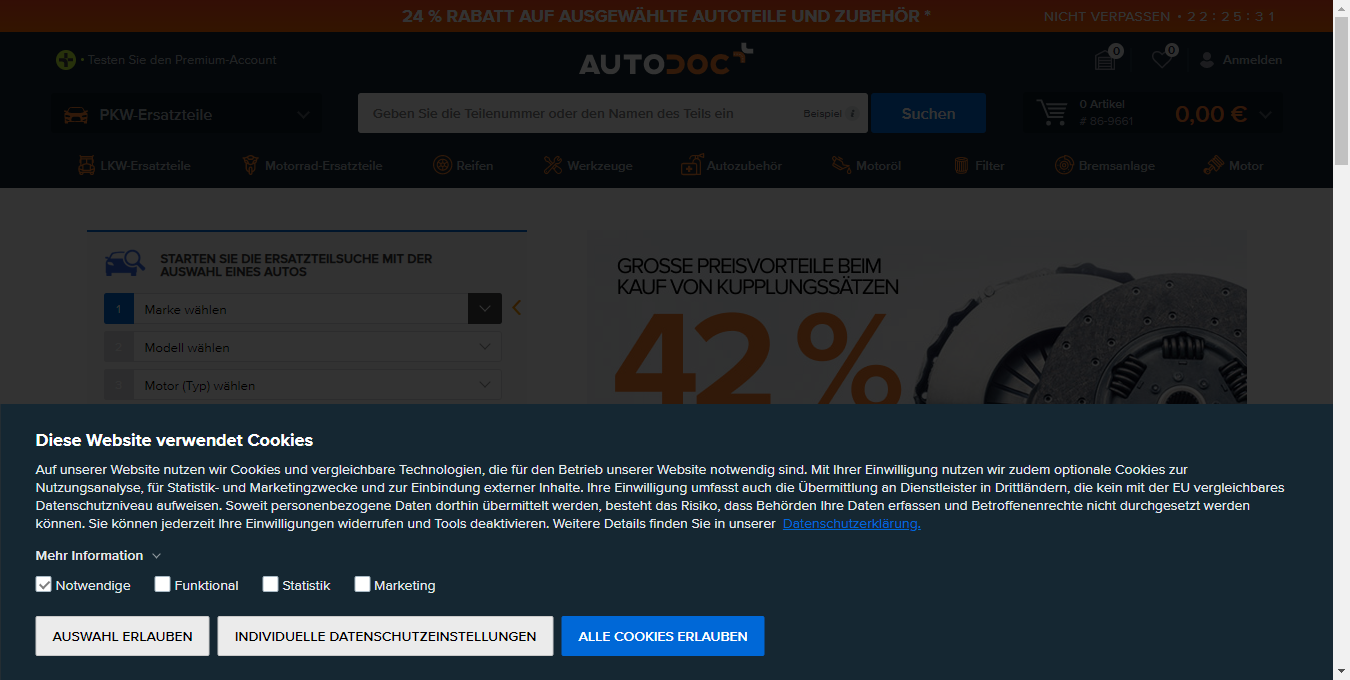 24 % RABATT AUF AUSGEWÄHLTE AUTOTEILE UND ZUBEHÖR *
NICHT VERPASSEN • 22:25:31
• Testen Sie den Premium-Account
AUTODOC
0
0
Anmelden
PKW-Ersatzteile
Geben Sie die Teilenummer oder den Namen des Teils ein
Beispiel i
Suchen
0 Artikel
# 86-9661
0,00 €
LKW-Ersatzteile
Motorrad-Ersatzteile
Reifen
Werkzeuge
Autozubehör
Motoröl
Filter
Bremsanlage
Motor
STARTEN SIE DIE ERSATZTEILSUCHE MIT DER
AUSWAHL EINES AUTOS
1 Marke wählen
2 Modell wählen
3 Motor (Typ) wählen
GROSSE PREISVORTEILE BEIM
KAUF VON KUPPLUNGSSÄTZEN
42 %
Diese Website verwendet Cookies
Auf unserer Website nutzen wir Cookies und vergleichbare Technologien, die für den Betrieb unserer Website notwendig sind. Mit Ihrer Einwilligung nutzen wir zudem optionale Cookies zur
Nutzungsanalyse, für Statistik- und Marketingzwecke und zur Einbindung externer Inhalte. Ihre Einwilligung umfasst auch die Übermittlung an Dienstleister in Drittländern, die kein mit der EU vergleichbares
Datenschutzniveau aufweisen. Soweit personenbezogene Daten dorthin übermittelt werden, besteht das Risiko, dass Behörden Ihre Daten erfassen und Betroffenenrechte nicht durchgesetzt werden
können. Sie können jederzeit Ihre Einwilligungen widerrufen und Tools deaktivieren. Weitere Details finden Sie in unserer Datenschutzerklärung.
Mehr Information
Notwendige
Funktional
Statistik
Marketing
AUSWAHL ERLAUBEN
INDIVIDUELLE DATENSCHUTZEINSTELLUNGEN
ALLE COOKIES ERLAUBEN